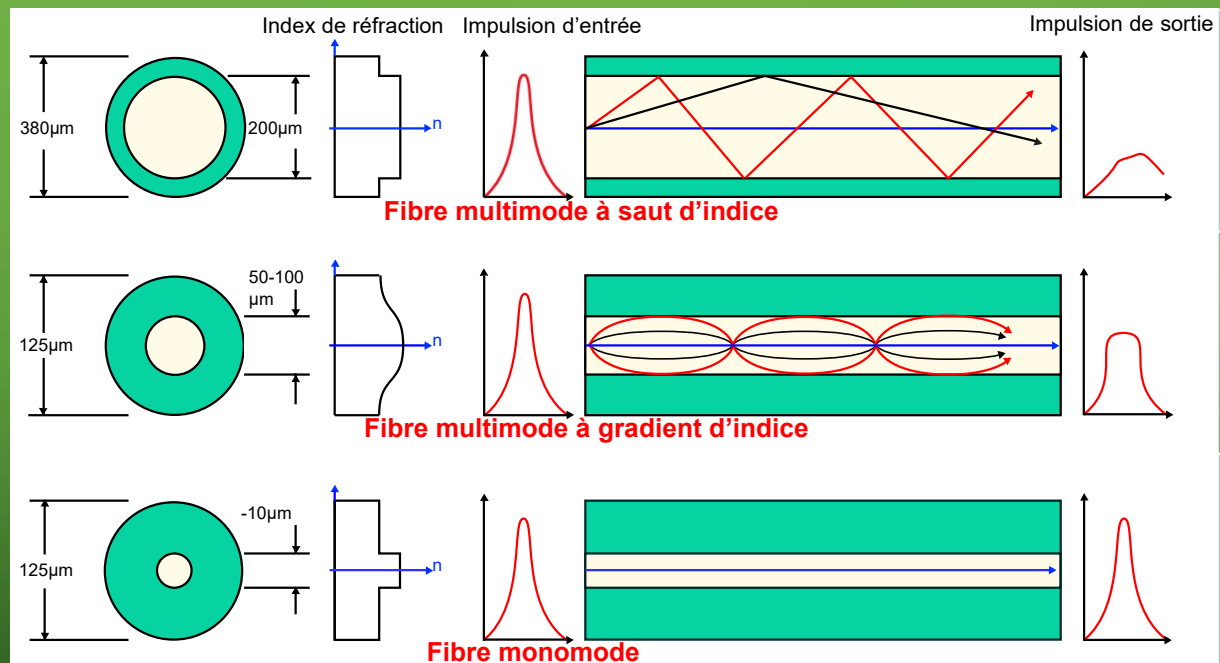 Index de réfraction
Impulsion d'entrée
Impulsion de sortie
380µm
200µm
n
Fibre multimode à saut d'indice
50-100
µm
125µm
n
Fibre multimode à gradient d'indice
-10µm
125µm
n
Fibre monomode